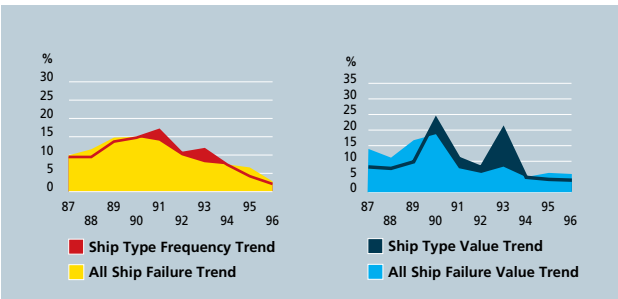 %
30
25
20
15
10
5
0
87 89 91 93 95
88 90 92 94 96
Ship Type Frequency Trend
All Ship Failure Trend
%
35
30
25
20
15
10
5
0
87 89 91 93 95
88 90 92 94 96
Ship Type Value Trend
All Ship Failure Value Trend